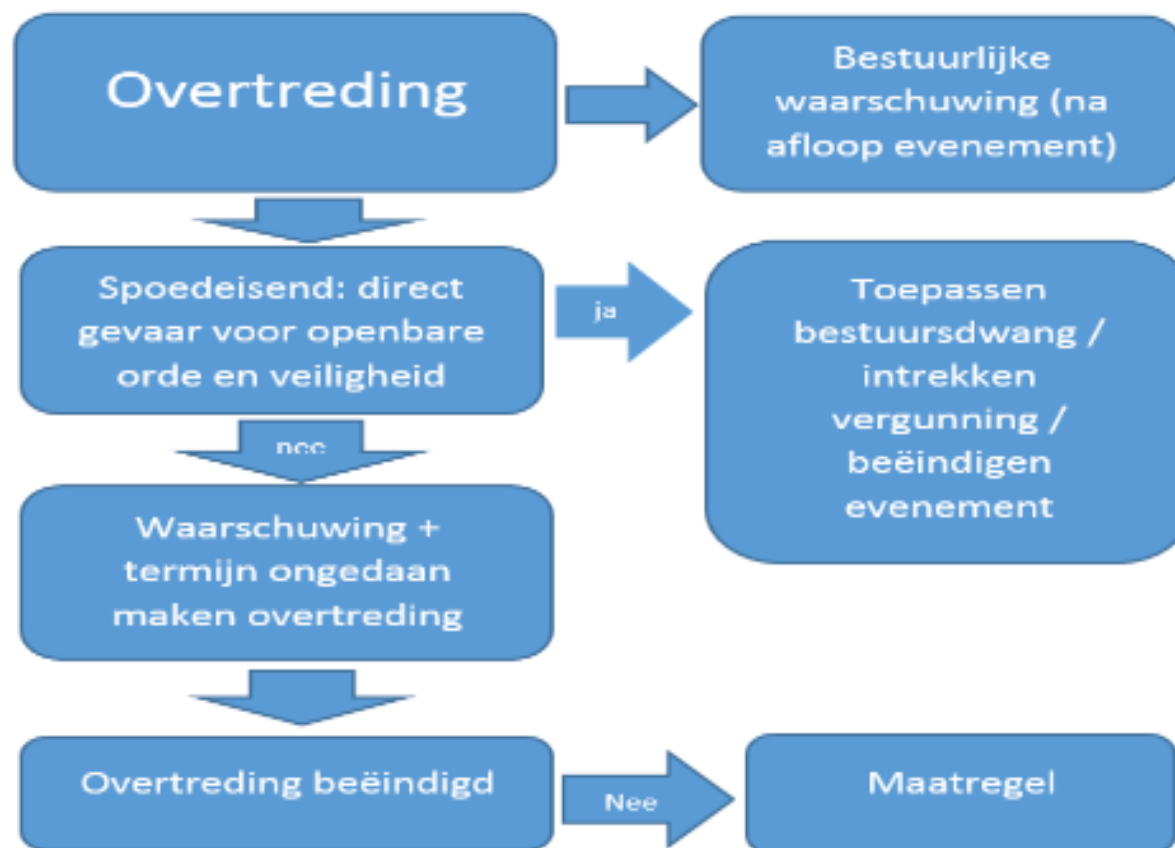 Overtreding
Bestuurlijke
waarschuwing (na
afloop evenement)
Spoedeisend: direct
gevaar voor openbare
orde en veiligheid
ja
Toepassen
bestuursdwang /
intrekken
vergunning /
beëindigen
evenement
nee
Waarschuwing +
termijn ongedaan
maken overtreding
Overtreding beëindigd
Nee
Maatregel